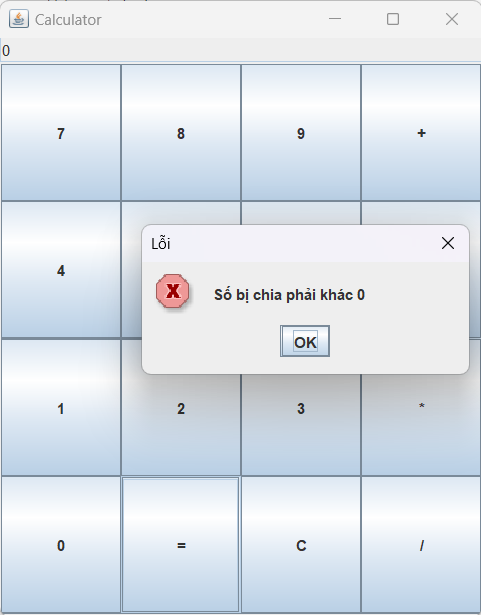 Calculator
0
7 8 9 +
4
Lỗi
Số bị chia phải khác 0
OK
1 2 3 *
0 = C /